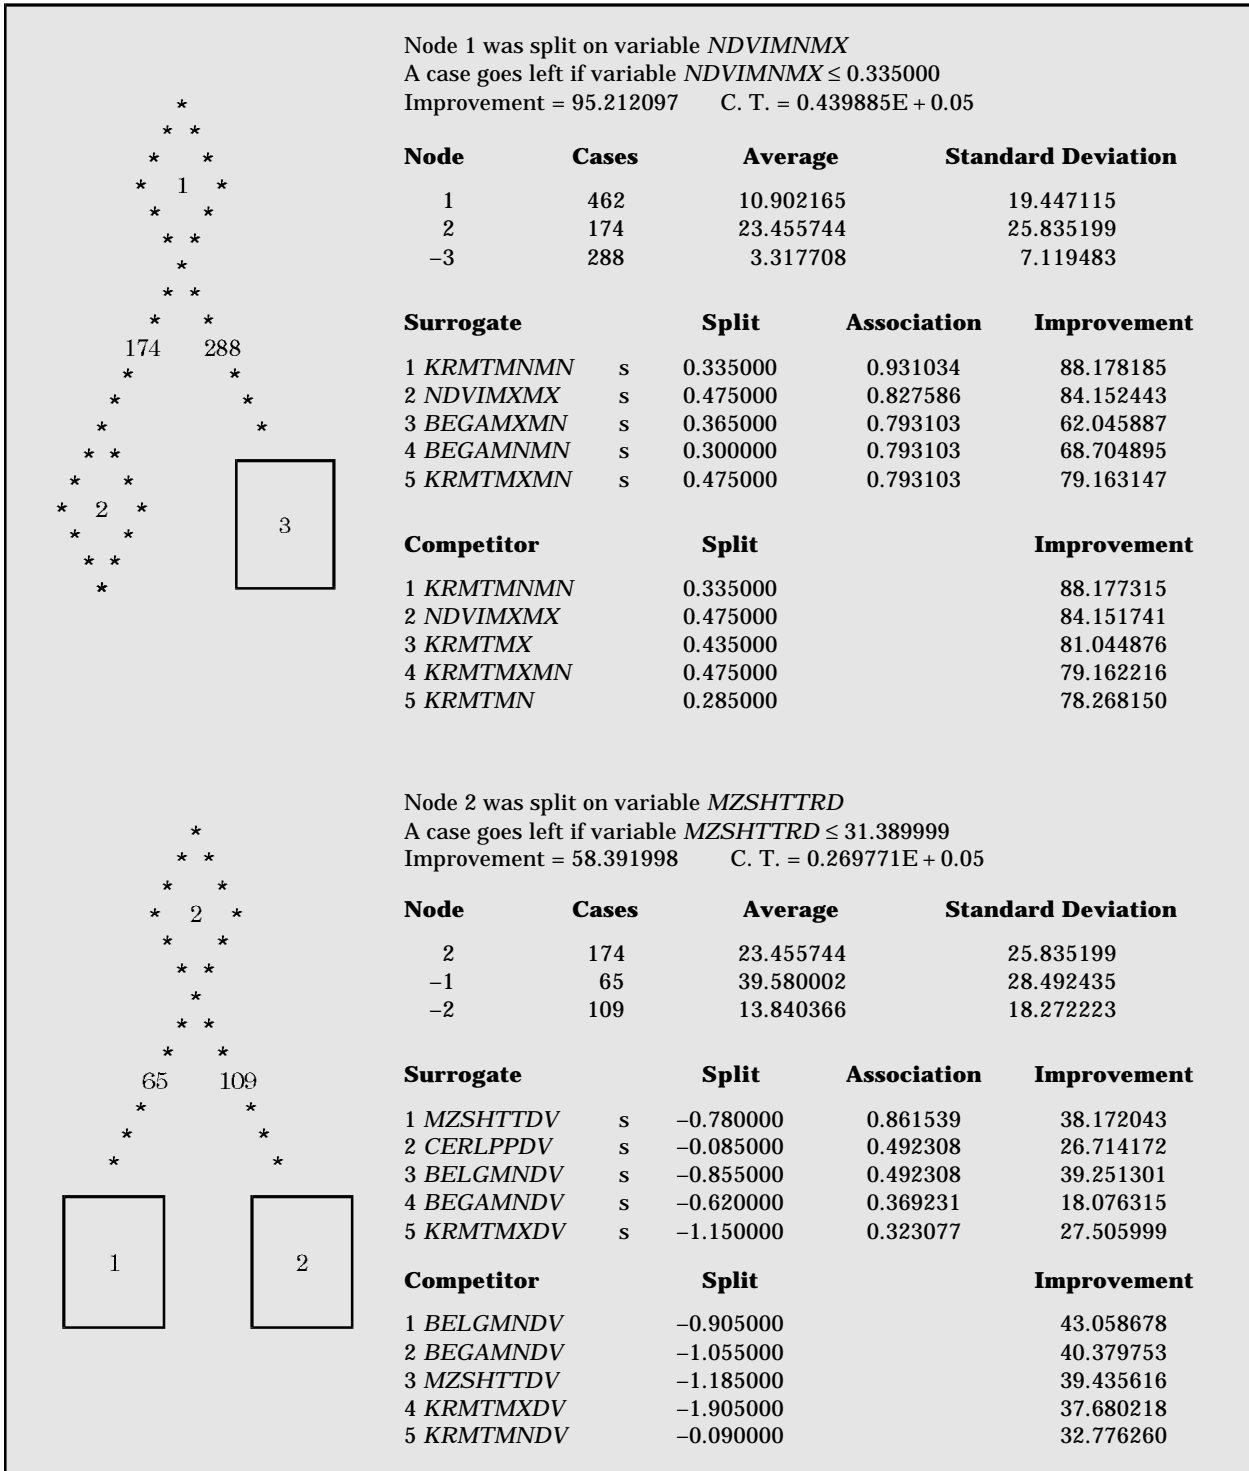 Node 1 was split on variable NDVIMNMX
A case goes left if variable NDVIMNMX ≤ 0.335000
Improvement = 95.212097 C. T. = 0.439885E + 0.05
Node Cases Average Standard Deviation
1 462 10.902165 19.447115
2 174 23.455744 25.835199
−3 288 3.317708 7.119483
Surrogate Split Association Improvement
1 KRMTMNMN s 0.335000 0.931034 88.178185
2 NDVIMXMX s 0.475000 0.827586 84.152443
3 BEGAMXMN s 0.365000 0.793103 62.045887
4 BEGAMNMN s 0.300000 0.793103 68.704895
5 KRMTMXMN s 0.475000 0.793103 79.163147
Competitor Split Improvement
1 KRMTMNMN 0.335000 88.177315
2 NDVIMXMX 0.475000 84.151741
3 KRMTMX 0.435000 81.044876
4 KRMTMXMN 0.475000 79.162216
5 KRMTMN 0.285000 78.268150
1
174 288
2
3
Node 2 was split on variable MZSHTTRD
A case goes left if variable MZSHTTRD ≤ 31.389999
Improvement = 58.391998 C. T. = 0.269771E + 0.05
Node Cases Average Standard Deviation
2 174 23.455744 25.835199
−1 65 39.580002 28.492435
−2 109 13.840366 18.272223
Surrogate Split Association Improvement
1 MZSHTTDV s −0.780000 0.861539 38.172043
2 CERLPPDV s −0.085000 0.492308 26.714172
3 BELGMNDV s −0.855000 0.492308 39.251301
4 BEGAMNDV s −0.620000 0.369231 18.076315
5 KRMTMXDV s −1.150000 0.323077 27.505999
Competitor Split Improvement
1 BELGMNDV −0.905000 43.058678
2 BEGAMNDV −1.055000 40.379753
3 MZSHTTDV −1.185000 39.435616
4 KRMTMXDV −1.905000 37.680218
5 KRMTMNDV −0.090000 32.776260
2
65 109
1 2